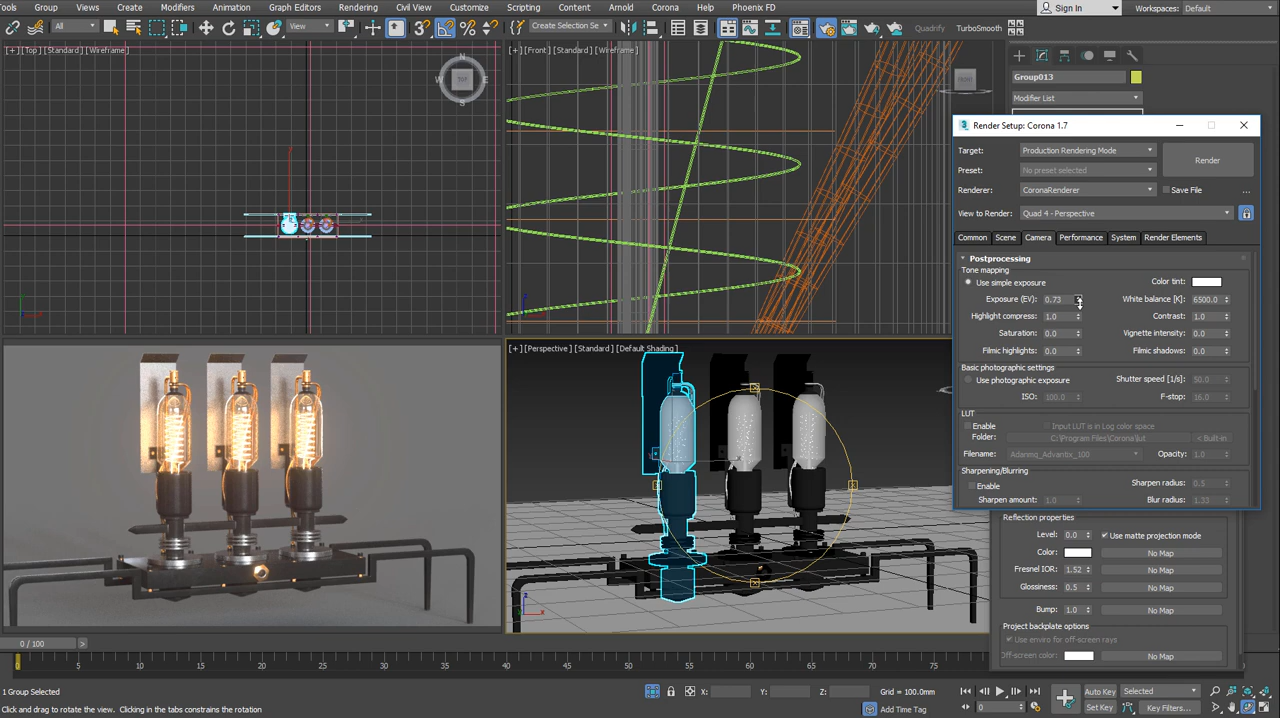 ools Group Views Create Modifiers Animation Graph Editors Rendering Civil View Customize Scripting Content Arnold Corona Help Phoenix FD Sign In Workspaces: Default
All View Create Selection Se Quadrify TurboSmooth
[+] [Top] [Standard] [Wireframe]
N
W TOP E
S
[+] [Front] [Standard] [Wireframe]
FRONT
Group013
Modifier List
3 Render Setup: Corona 1.7
Target: Production Rendering Mode
Render
Preset: No preset selected
Renderer: CoronaRenderer Save File ...
View to Render: Quad 4 - Perspective
Common Scene Camera Performance System Render Elements
Postprocessing
Tone mapping
Use simple exposure Color tint:
Exposure (EV): 0.73 White balance [K]: 6500.0
Highlight compress: 1.0 Contrast: 1.0
Saturation: 0.0 Vignette intensity: 0.0
Filmic highlights: 0.0 Filmic shadows: 0.0
Basic photographic settings
Use photographic exposure Shutter speed [1/s]: 50.0
ISO: 100.0 F-stop: 16.0
LUT
Enable Input LUT is in Log color space
Folder: C:\Program Files\Corona\lut < Built-in
Filename: Opacity: 1.0
Sharpening/Blurring
Enable Sharpen radius: 0.5
Sharpen amount: 1.0 Blur radius: 1.33
[+] [Perspective] [Standard] [Default Shading]
Reflection properties
Level: 0.0 Use matte projection mode
Color: No Map
Fresnel IOR: 1.52 No Map
Glossiness: 0.5 No Map
Bump: 1.0 No Map
Project backplate options
Use enviro for off-screen rays
Off-screen color: No Map
0 / 100 >
0 5 10 15 20 25 30 35 40 45 50 55 60 65 70 75
1 Group Selected X: Y: Z: Grid = 100.0mm Auto Key Selected
Click and drag to rotate the view. Clicking in the tabs constrains the rotation Add Time Tag 0 Set Key Key Filters...